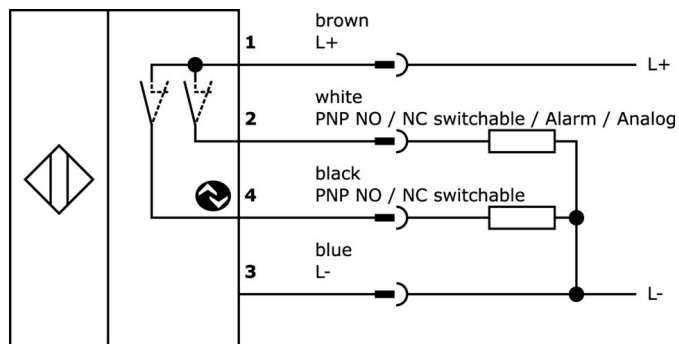 brown
1 L+
L+
white
2 PNP NO / NC switchable / Alarm / Analog
black
4 PNP NO / NC switchable
blue
3 L-
L-